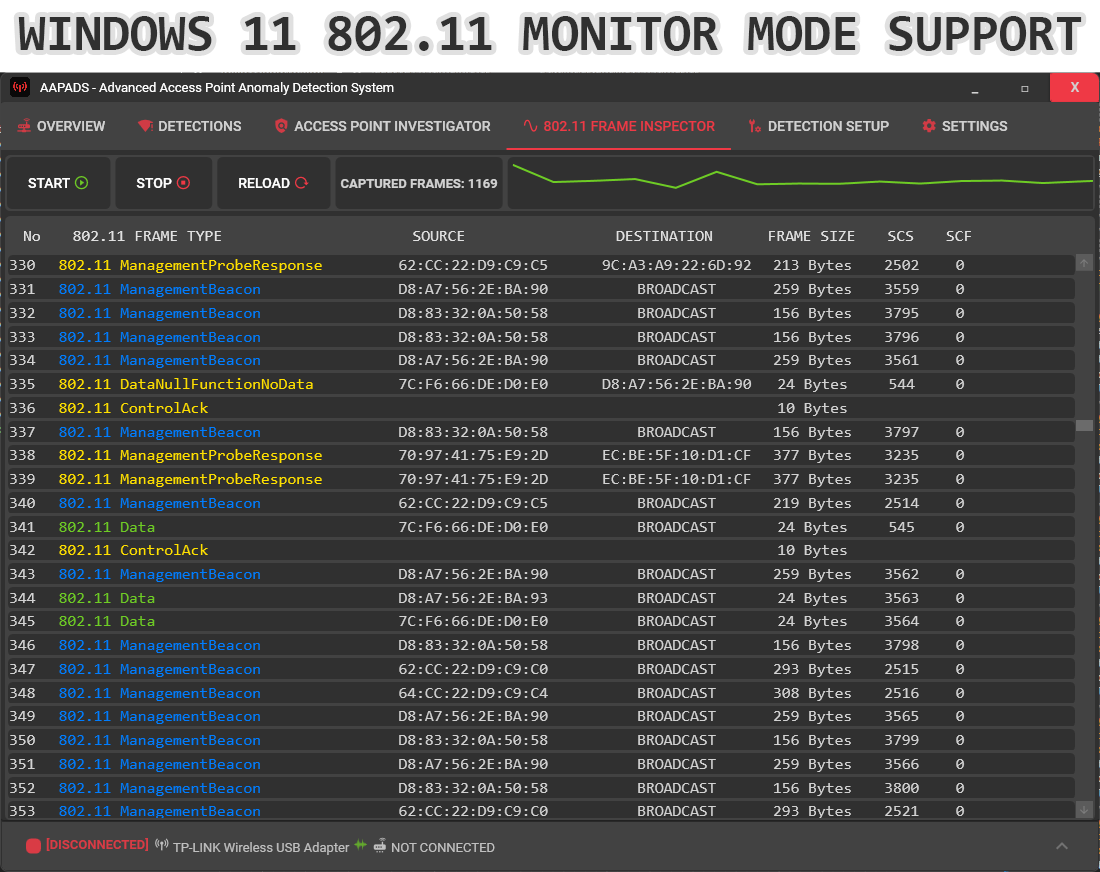 WINDOWS 11 802.11 MONITOR MODE SUPPORT
AAPADS - Advanced Access Point Anomaly Detection System
X
OVERVIEW DETECTIONS ACCESS POINT INVESTIGATOR 802.11 FRAME INSPECTOR DETECTION SETUP SETTINGS
START STOP RELOAD CAPTURED FRAMES: 1169
No 802.11 FRAME TYPE SOURCE DESTINATION FRAME SIZE SCS SCF
330 802.11 ManagementProbeResponse 62:CC:22:D9:C9:C5 9C:A3:A9:22:6D:92 213 Bytes 2502 0
331 802.11 ManagementBeacon D8:A7:56:2E:BA:90 BROADCAST 259 Bytes 3559 0
332 802.11 ManagementBeacon D8:83:32:0A:50:58 BROADCAST 156 Bytes 3795 0
333 802.11 ManagementBeacon D8:83:32:0A:50:58 BROADCAST 156 Bytes 3796 0
334 802.11 ManagementBeacon D8:A7:56:2E:BA:90 BROADCAST 259 Bytes 3561 0
335 802.11 DataNullFunctionNoData 7C:F6:66:DE:D0:E0 D8:A7:56:2E:BA:90 24 Bytes 544 0
336 802.11 ControlAck 10 Bytes
337 802.11 ManagementBeacon D8:83:32:0A:50:58 BROADCAST 156 Bytes 3797 0
338 802.11 ManagementProbeResponse 70:97:41:75:E9:2D EC:BE:5F:10:D1:CF 377 Bytes 3235 0
339 802.11 ManagementProbeResponse 70:97:41:75:E9:2D EC:BE:5F:10:D1:CF 377 Bytes 3235 0
340 802.11 ManagementBeacon 62:CC:22:D9:C9:C5 BROADCAST 219 Bytes 2514 0
341 802.11 Data 7C:F6:66:DE:D0:E0 BROADCAST 24 Bytes 545 0
342 802.11 ControlAck 10 Bytes
343 802.11 ManagementBeacon D8:A7:56:2E:BA:90 BROADCAST 259 Bytes 3562 0
344 802.11 Data D8:A7:56:2E:BA:93 BROADCAST 24 Bytes 3563 0
345 802.11 Data 7C:F6:66:DE:D0:E0 BROADCAST 24 Bytes 3564 0
346 802.11 ManagementBeacon D8:83:32:0A:50:58 BROADCAST 156 Bytes 3798 0
347 802.11 ManagementBeacon 62:CC:22:D9:C9:C0 BROADCAST 293 Bytes 2515 0
348 802.11 ManagementBeacon 64:CC:22:D9:C9:C4 BROADCAST 308 Bytes 2516 0
349 802.11 ManagementBeacon D8:A7:56:2E:BA:90 BROADCAST 259 Bytes 3565 0
350 802.11 ManagementBeacon D8:83:32:0A:50:58 BROADCAST 156 Bytes 3799 0
351 802.11 ManagementBeacon D8:A7:56:2E:BA:90 BROADCAST 259 Bytes 3566 0
352 802.11 ManagementBeacon D8:83:32:0A:50:58 BROADCAST 156 Bytes 3800 0
353 802.11 ManagementBeacon 62:CC:22:D9:C9:C0 BROADCAST 293 Bytes 2521 0
[DISCONNECTED] TP-LINK Wireless USB Adapter NOT CONNECTED